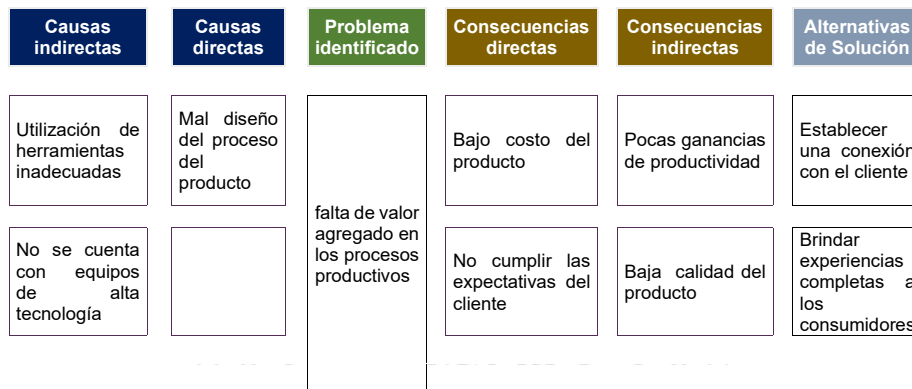 Causas
indirectas
Causas
directas
Problema
identificado
Consecuencias
directas
Consecuencias
indirectas
Alternativas
de Solución
Utilización de
herramientas
inadecuadas
Mal diseño
del proceso
del
producto
falta de valor
agregado en
los procesos
productivos
Bajo costo del
producto
Pocas ganancias
de productividad
Establecer
una conexión
con el cliente
No se cuenta
con equipos
de alta
tecnología
No cumplir las
expectativas del
cliente
Baja calidad del
producto
Brindar
experiencias
completas a
los
consumidores